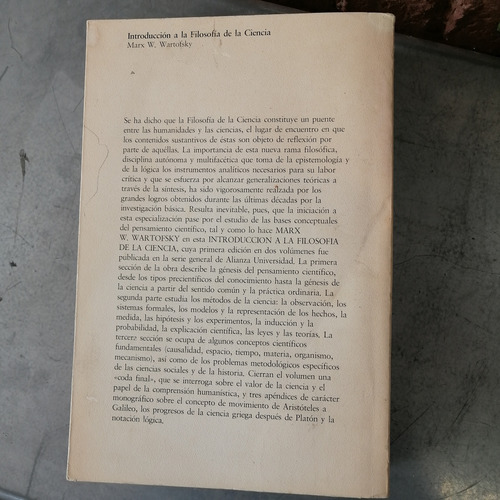 Introducción a la Filosofía de la Ciencia
Marx W. Wartofsky
Se ha dicho que la Filosofía de la Ciencia constituye un puente
entre las humanidades y las ciencias, el lugar de encuentro en que
los contenidos sustantivos de éstas son objeto de reflexión por
parte de aquéllas. La importancia de esta nueva rama filosófica,
disciplina autónoma y multifacética que toma de la epistemología y
de la lógica los instrumentos analíticos necesarios para su labor
crítica y que se esfuerza por alcanzar generalizaciones teóricas a
través de la síntesis, ha sido vigorosamente realzada por los
grandes logros obtenidos durante las últimas décadas por la
investigación básica. Resulta inevitable, pues, que la iniciación a
esta especialización pase por el estudio de las bases conceptuales
del pensamiento científico, tal y como lo hace MARX
W. WARTOFSKY en esta INTRODUCCION A LA FILOSOFIA
DE LA CIENCIA, cuya primera edición en dos volúmenes fue
publicada en la serie general de Alianza Universidad. La primera
sección de la obra describe la génesis del pensamiento científico,
desde los tipos precientíficos del conocimiento hasta la génesis de
la ciencia a partir del sentido común y la práctica ordinaria. La
segunda parte estudia los métodos de la ciencia: la observación, los
sistemas formales, los modelos y la representación de los hechos, la
medida, las hipótesis y los experimentos, la inducción y la
probabilidad, la explicación científica, las leyes y las teorías. La
tercera sección se ocupa de algunos conceptos científicos
fundamentales (causalidad, espacio, tiempo, materia, organismo,
mecanismo), así como de los problemas metodológicos específicos
de las ciencias sociales y de la historia. Cierran el volumen una
«coda final», que se interroga sobre el valor de la ciencia y el
papel de la comprensión humanística, y tres apéndices de carácter
monográfico sobre el concepto de movimiento de Aristóteles a
Galileo, los progresos de la ciencia griega después de Platón y la
notación lógica.